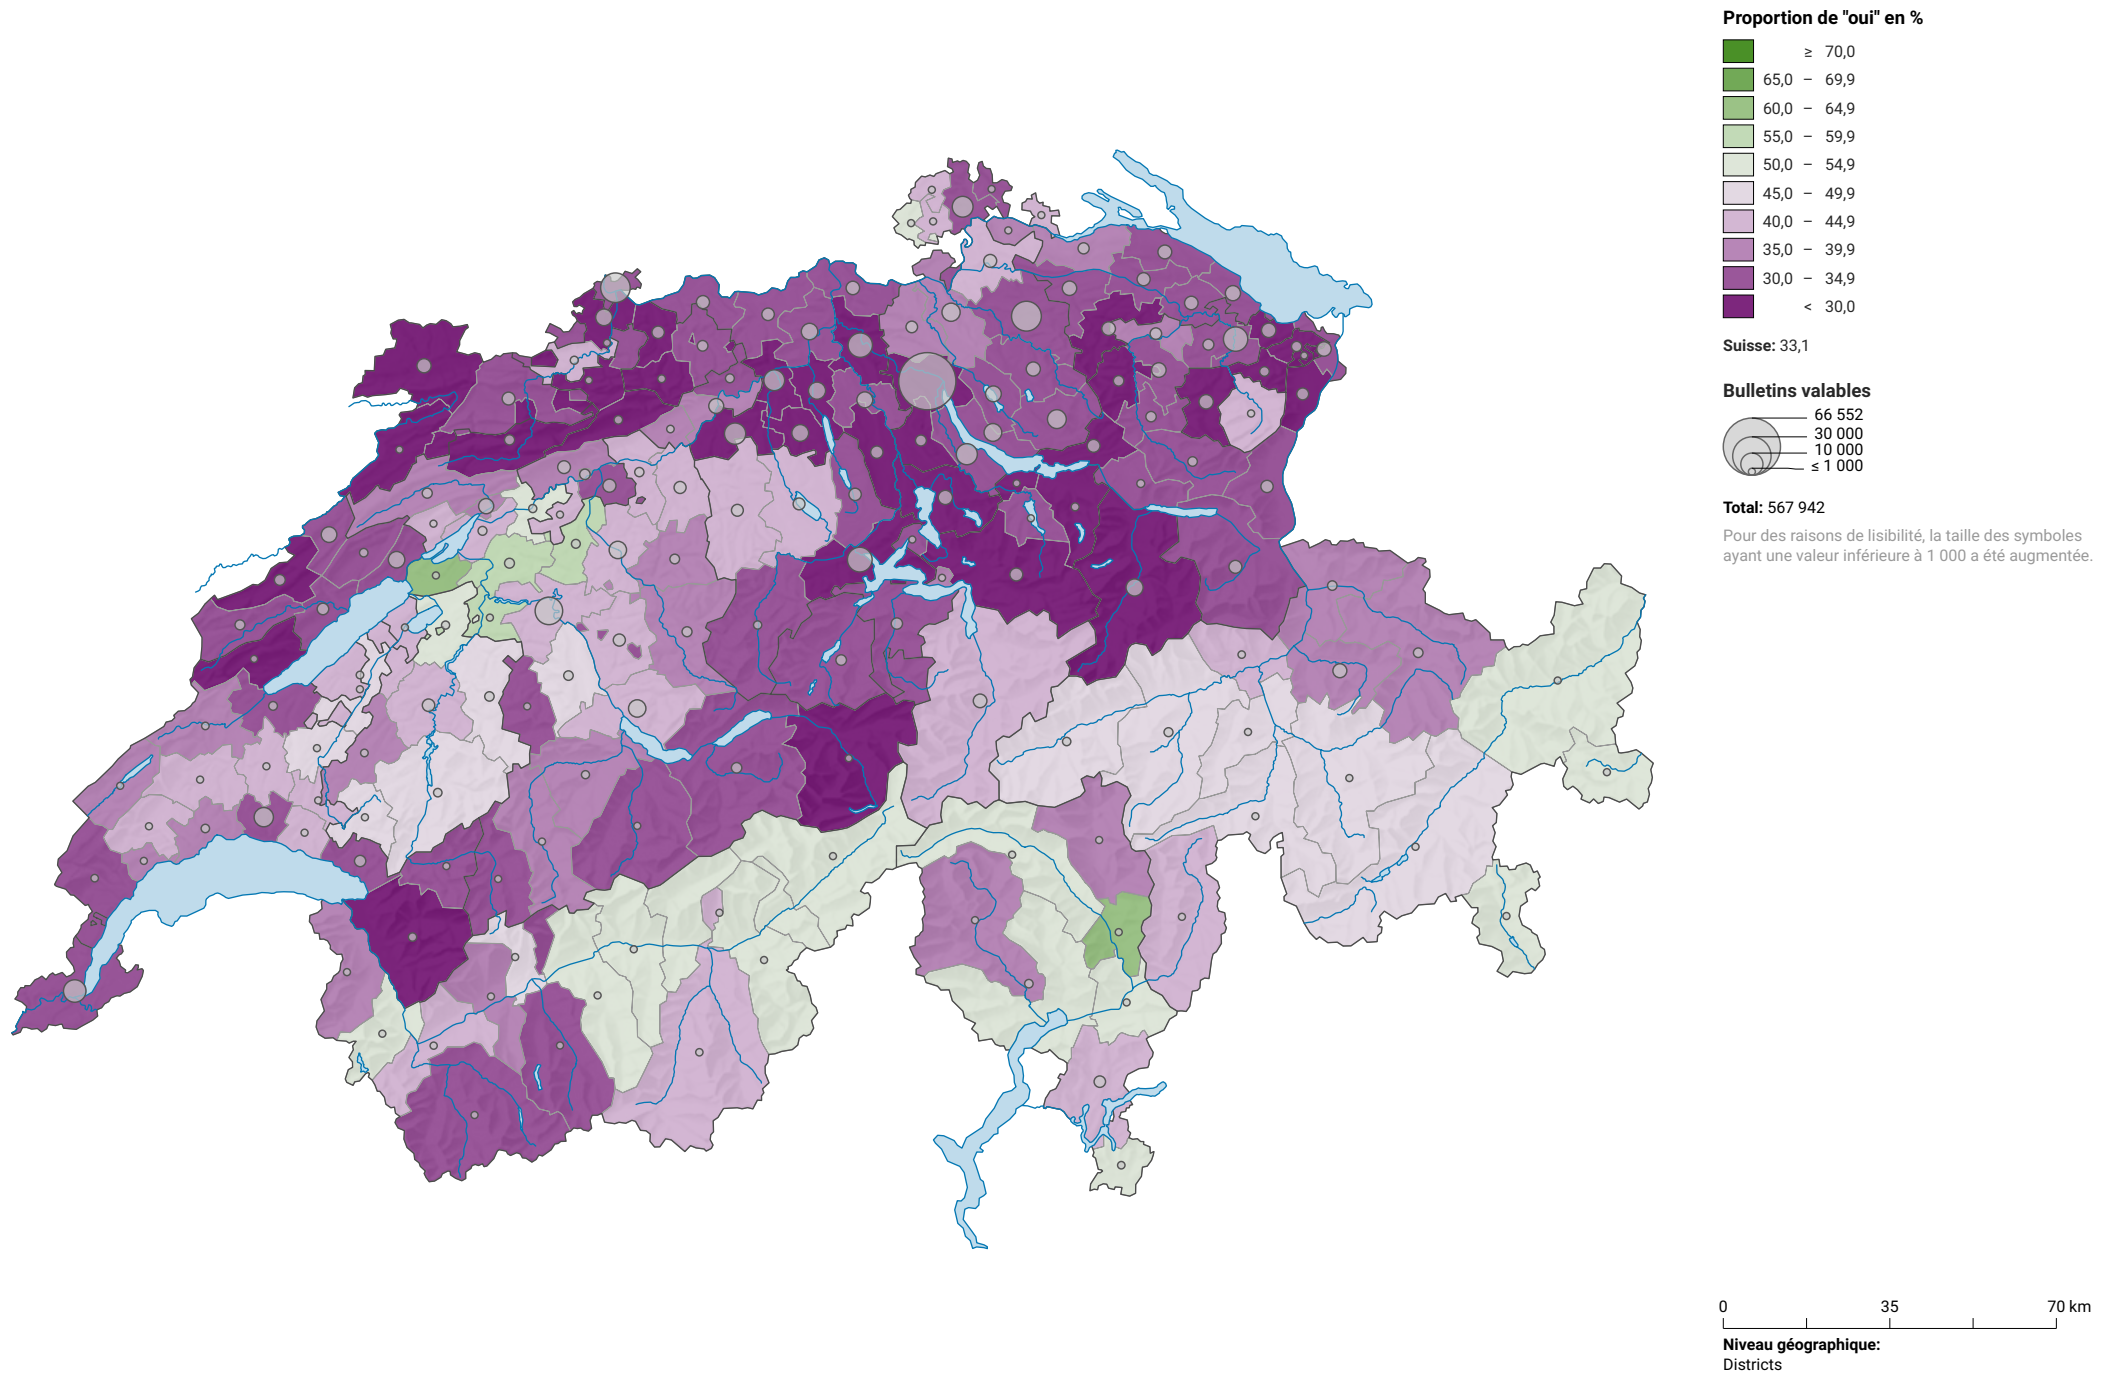 Proportion de "oui" en %
≥ 70,0
65,0 – 69,9
60,0 – 64,9
55,0 – 59,9
50,0 – 54,9
45,0 – 49,9
40,0 – 44,9
35,0 – 39,9
30,0 – 34,9
< 30,0
Suisse: 33,1
Bulletins valables
66 552
30 000
10 000
≤ 1 000
Total: 567 942
Pour des raisons de lisibilité, la taille des symboles
ayant une valeur inférieure à 1 000 a été augmentée.
0 35 70 km
Niveau géographique:
Districts